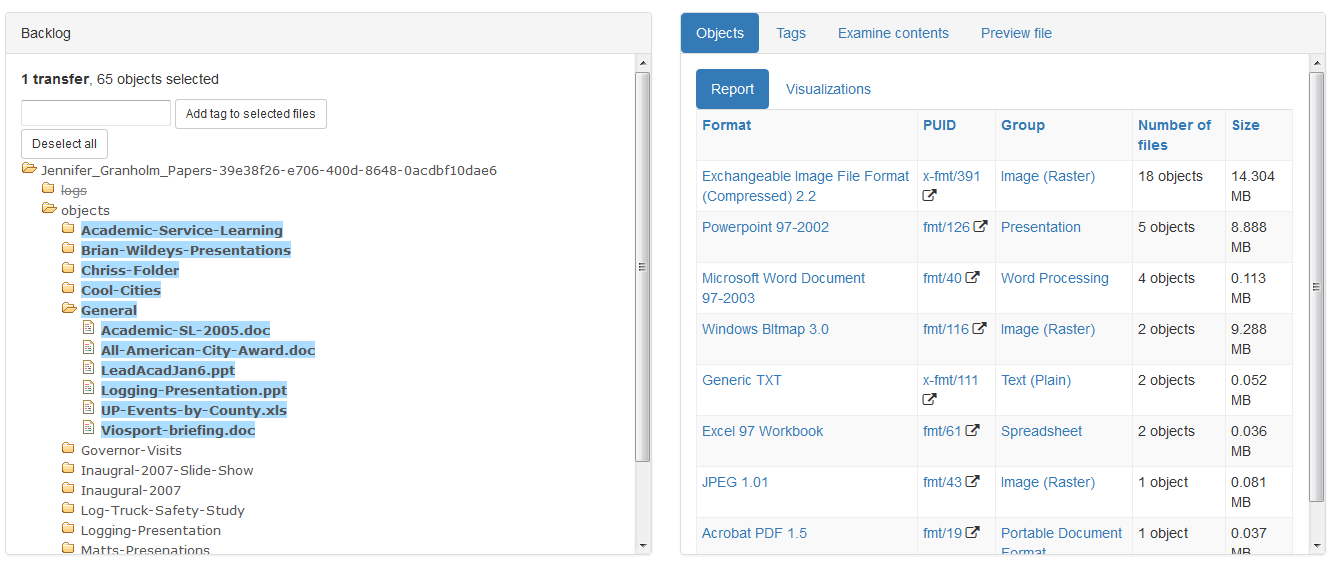 Backlog
1 transfer, 65 objects selected
Add tag to selected files
Deselect all
Jennifer_Granholm_Papers-39e38f26-e706-400d-8648-0acdbf10dae6
logs
objects
Academic-Service-Learning
Brian-Wildeys-Presentations
Chriss-Folder
Cool-Cities
General
Academic-SL-2005.doc
All-American-City-Award.doc
LeadAcadJan6.ppt
Logging-Presentation.ppt
UP-Events-by-County.xls
Viosport-briefing.doc
Governor-Visits
Inaugral-2007-Slide-Show
Inaugural-2007
Log-Truck-Safety-Study
Logging-Presentation
Matts-Presenations
Objects Tags Examine contents Preview file
Report Visualizations
Format PUID Group Number of files Size
Exchangeable Image File Format (Compressed) 2.2 x-fmt/391 Image (Raster) 18 objects 14.304 MB
Powerpoint 97-2002 fmt/126 Presentation 5 objects 8.888 MB
Microsoft Word Document 97-2003 fmt/40 Word Processing 4 objects 0.113 MB
Windows Bitmap 3.0 fmt/116 Image (Raster) 2 objects 9.288 MB
Generic TXT x-fmt/111 Text (Plain) 2 objects 0.052 MB
Excel 97 Workbook fmt/61 Spreadsheet 2 objects 0.036 MB
JPEG 1.01 fmt/43 Image (Raster) 1 object 0.081 MB
Acrobat PDF 1.5 fmt/19 Portable Document Format 1 object 0.037 MB